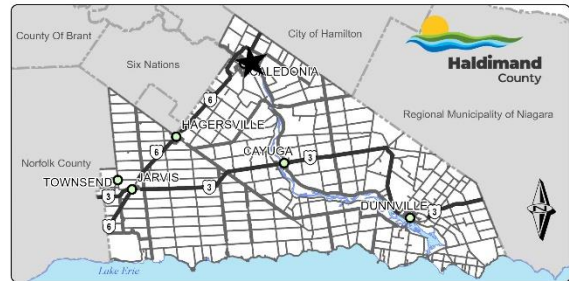 County Of Brant
City of Hamilton
Haldimand
County
Six Nations
CALEDONIA
6
Regional Municipality of Niagara
HAGERSVILLE
6
CAYUGA
3
Norfolk County
TOWNSEND
JARVIS
3
3
DUNNVILLE
3
6
N
Lake Erie